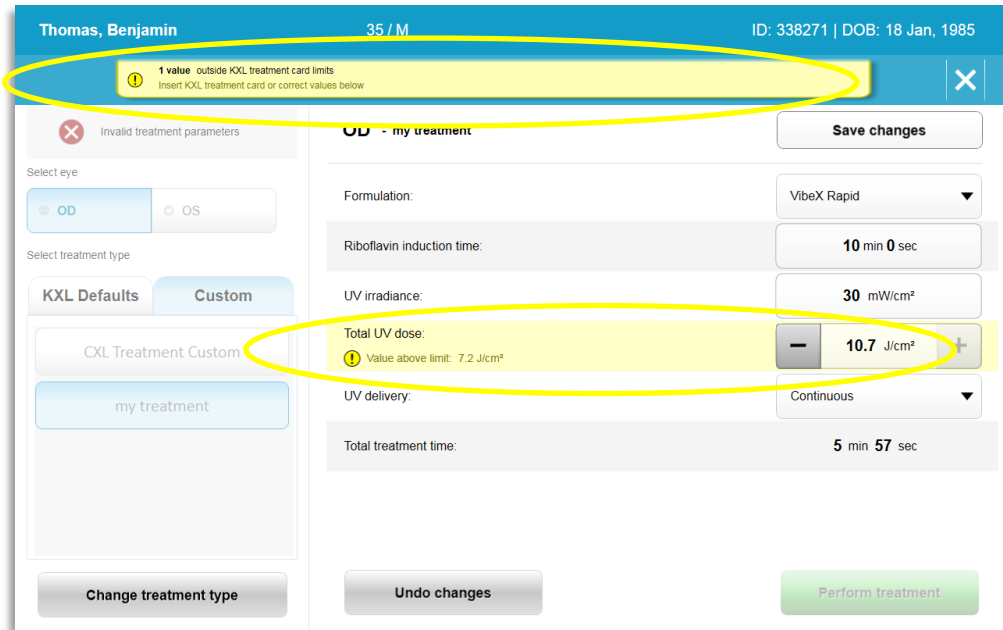 Thomas, Benjamin 35 / M ID: 338271 | DOB: 18 Jan, 1985
1 value outside KXL treatment card limits
Insert KXL treatment card or correct values below
Invalid treatment parameters
OD - my treatment
Save changes
Select eye
OD OS
Select treatment type
KXL Defaults Custom
CXL Treatment Custom
my treatment
Change treatment type
Formulation: VibeX Rapid
Riboflavin induction time: 10 min 0 sec
UV irradiance: 30 mW/cm²
Total UV dose: 10.7 J/cm²
Value above limit: 7.2 J/cm²
UV delivery: Continuous
Total treatment time: 5 min 57 sec
Undo changes
Perform treatment